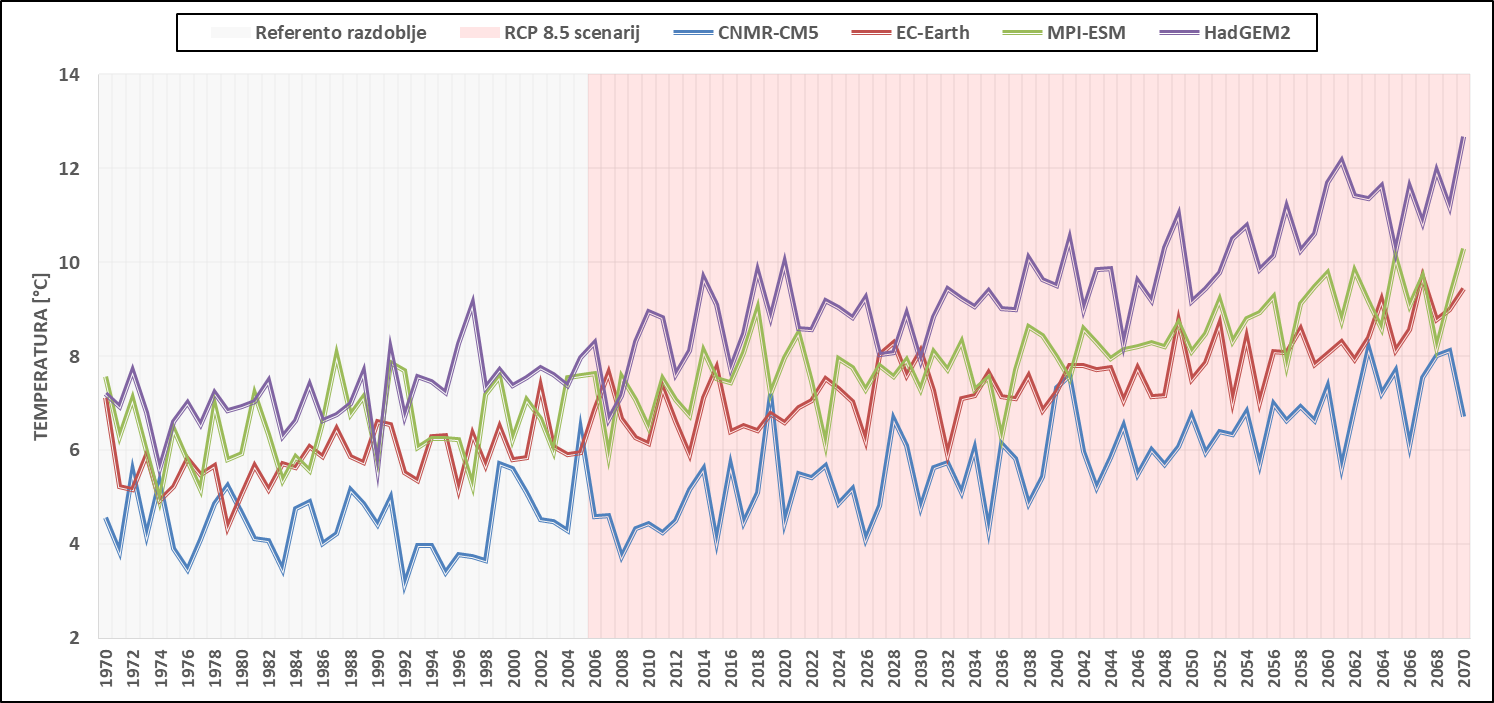 Referento razdoblje RCP 8.5 scenarij CNMR-CM5 EC-Earth MPI-ESM HadGEM2
14
12
10
8
6
4
2
TEMPERATURA [°C]
1970 1972 1974 1976 1978 1980 1982 1984 1986 1988 1990 1992 1994 1996 1998 2000 2002 2004 2006 2008 2010 2012 2014 2016 2018 2020 2022 2024 2026 2028 2030 2032 2034 2036 2038 2040 2042 2044 2046 2048 2050 2052 2054 2056 2058 2060 2062 2064 2066 2068 2070